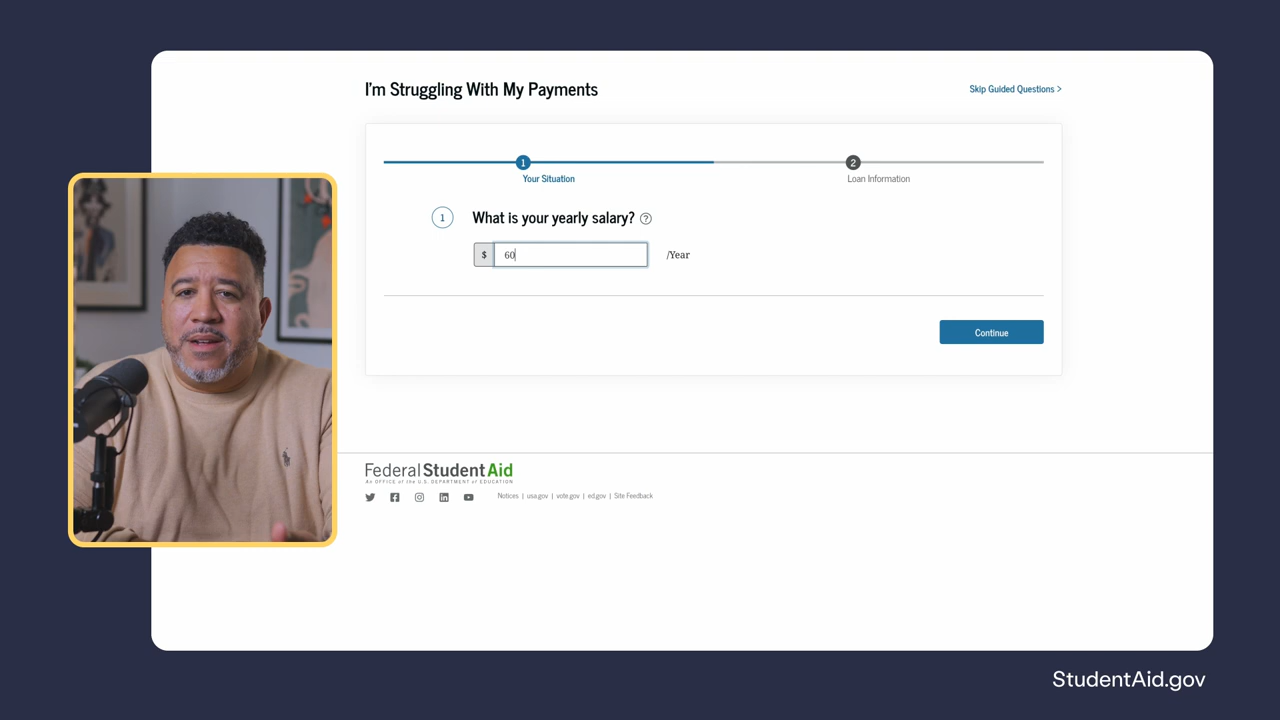 I'm Struggling With My Payments
Skip Guided Questions >
1
2
Your Situation
Loan Information
1 What is your yearly salary? ?
$ 60 /Year
Continue
Federal Student Aid
An OFFICE of the U.S. DEPARTMENT of EDUCATION
Notices | usa.gov | vote.gov | ed.gov | Site Feedback
StudentAid.gov